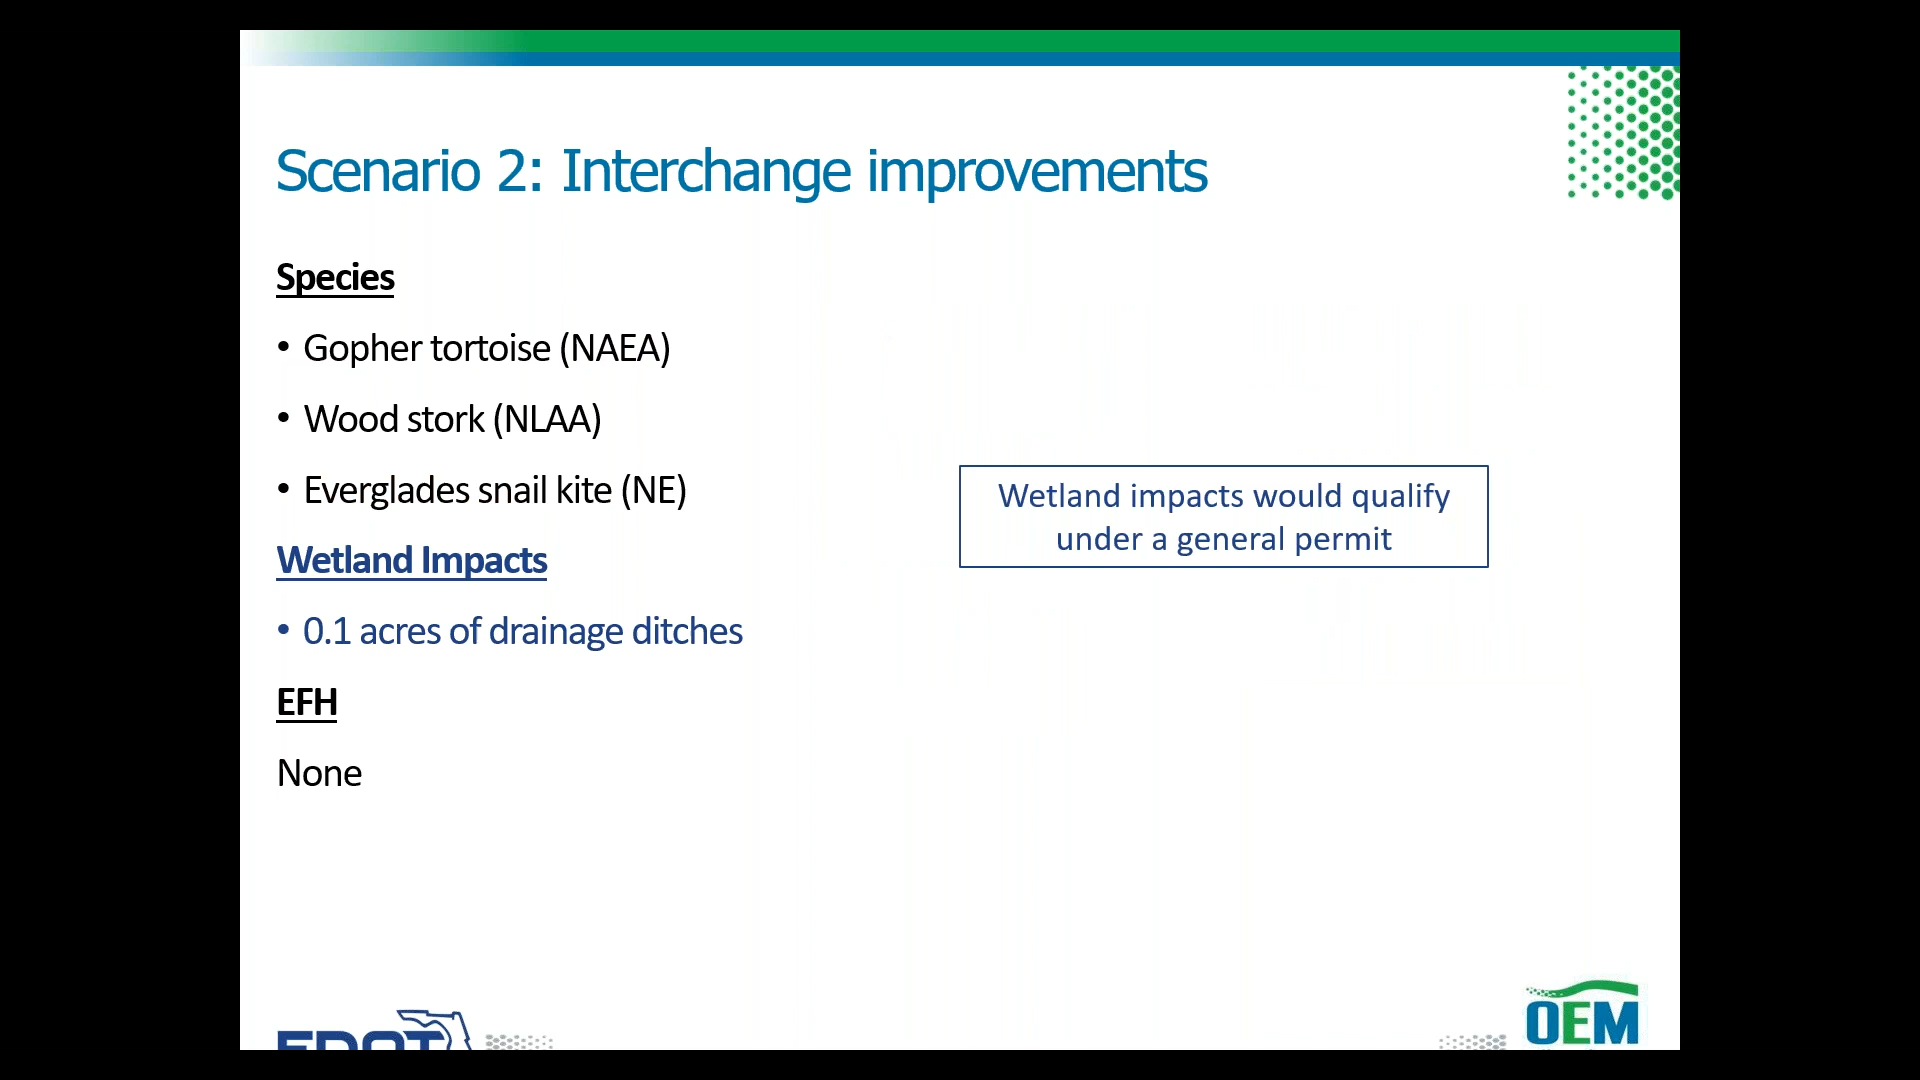 Scenario 2: Interchange improvements
Species
• Gopher tortoise (NAEA)
• Wood stork (NLAA)
• Everglades snail kite (NE)
Wetland Impacts
• 0.1 acres of drainage ditches
EFH
None
Wetland impacts would qualify
under a general permit
FDOT
OEM